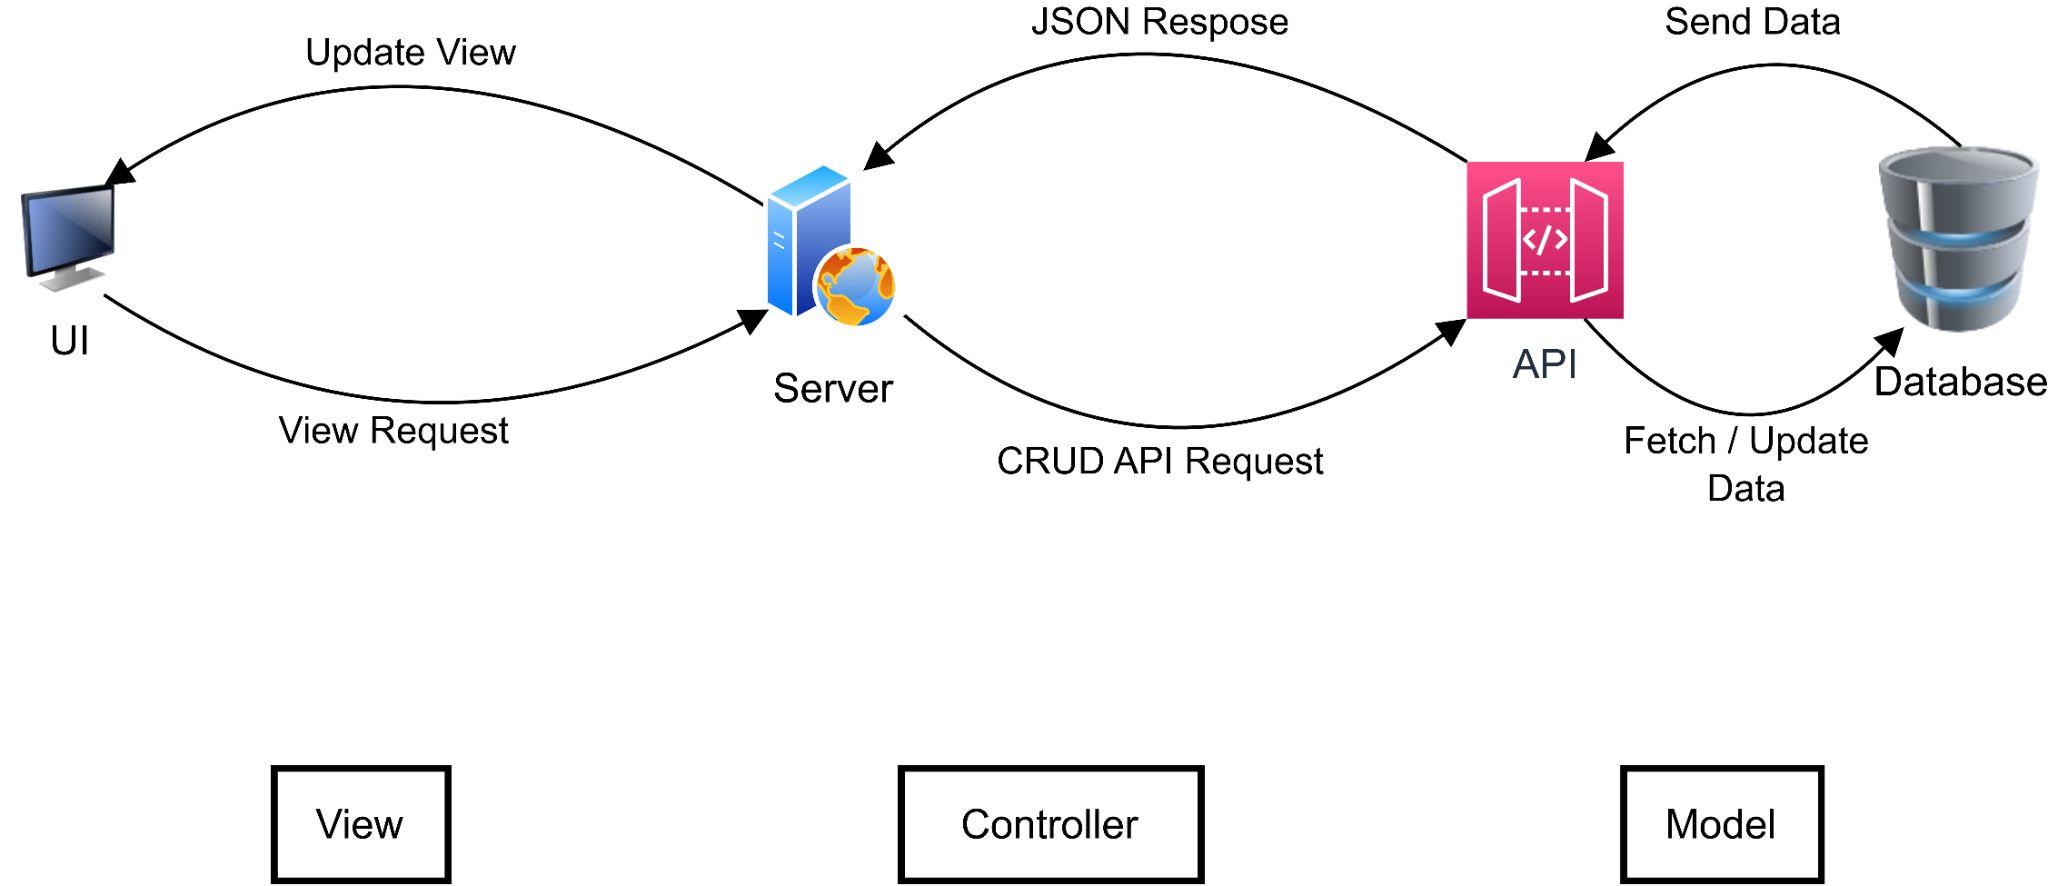 JSON Respose
Send Data
Update View
UI
Server
API
Database
View Request
CRUD API Request
Fetch / Update
Data
View
Controller
Model